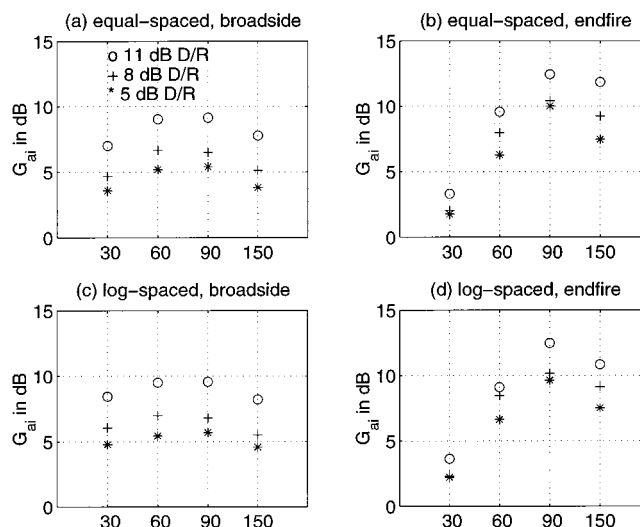 (a) equal-spaced, broadside
15
10
5
0
G_ai in dB
o 11 dB D/R
+ 8 dB D/R
* 5 dB D/R
30 60 90 150
(b) equal-spaced, endfire
15
10
5
0
G_ai in dB
30 60 90 150
(c) log-spaced, broadside
15
10
5
0
G_ai in dB
30 60 90 150
(d) log-spaced, endfire
15
10
5
0
G_ai in dB
30 60 90 150